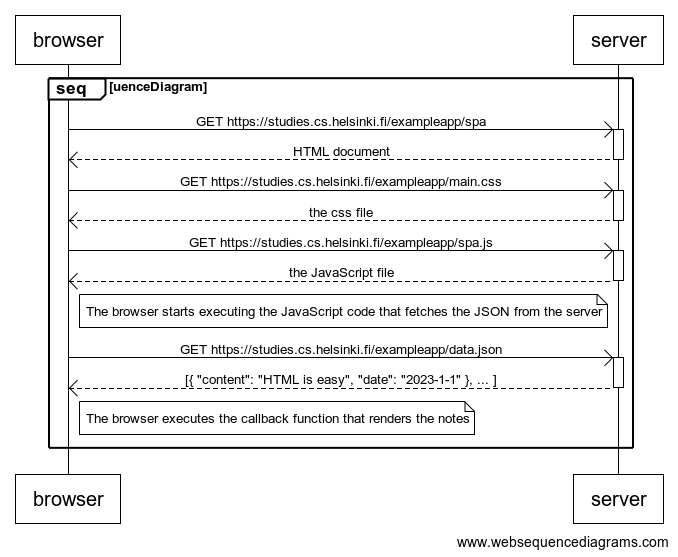 browser server
seq [uenceDiagram]
GET https://studies.cs.helsinki.fi/exampleapp/spa
HTML document
GET https://studies.cs.helsinki.fi/exampleapp/main.css
the css file
GET https://studies.cs.helsinki.fi/exampleapp/spa.js
the JavaScript file
The browser starts executing the JavaScript code that fetches the JSON from the server
GET https://studies.cs.helsinki.fi/exampleapp/data.json
[{ "content": "HTML is easy", "date": "2023-1-1" }, ... ]
The browser executes the callback function that renders the notes
browser server
www.websequencediagrams.com